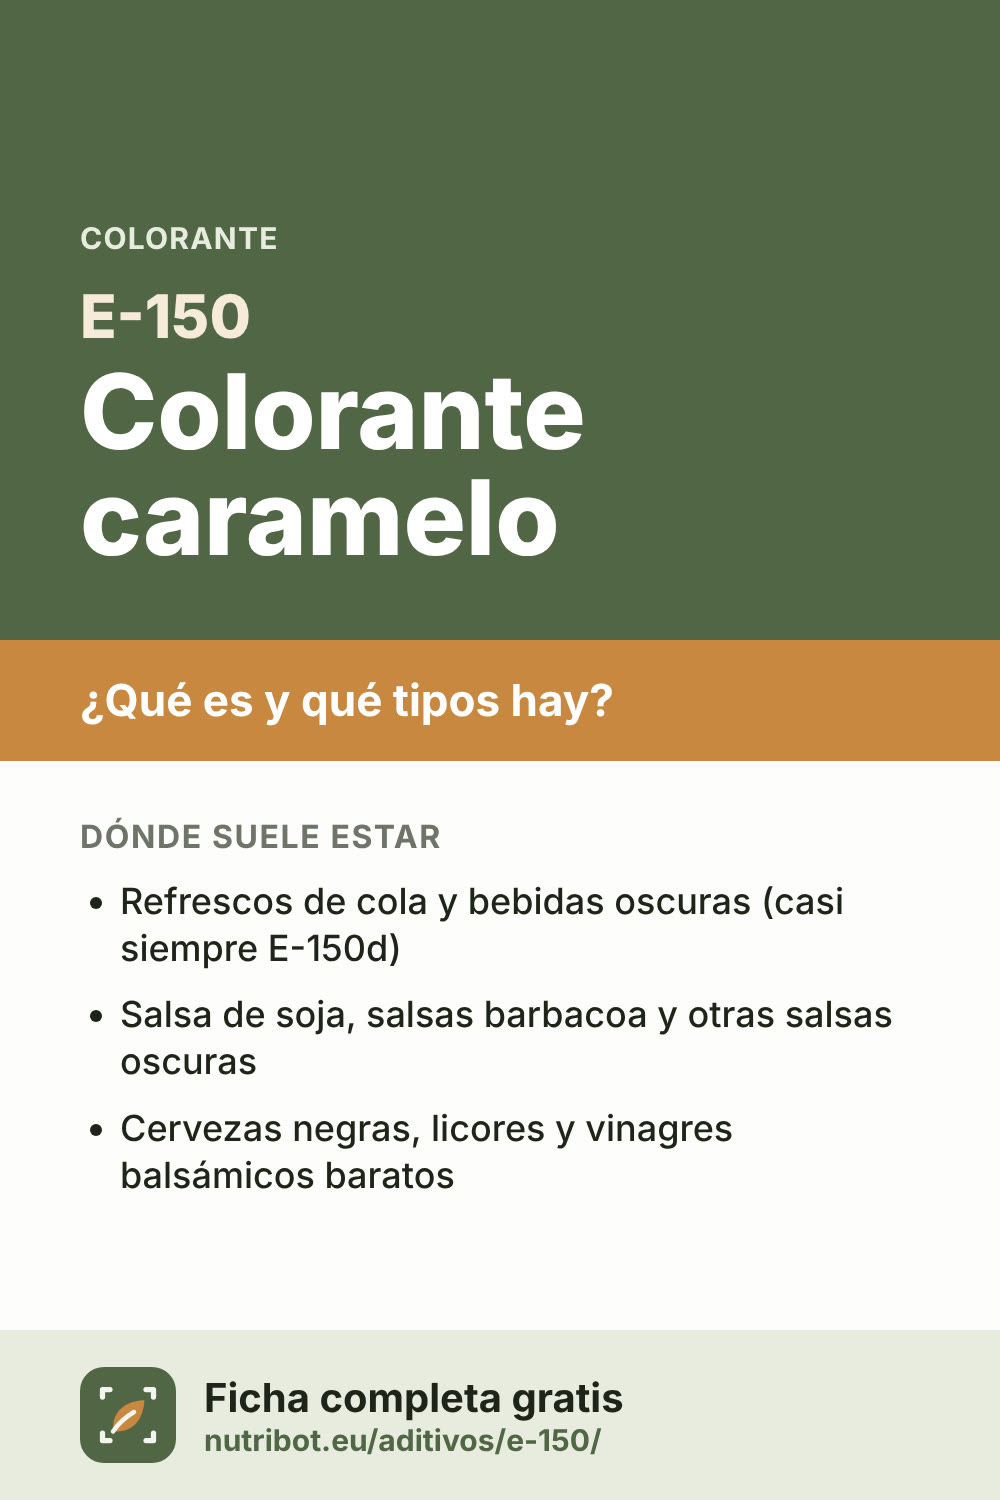 COLORANTE
E-150
Colorante
caramelo
¿Qué es y qué tipos hay?
DÓNDE SUELE ESTAR
• Refrescos de cola y bebidas oscuras (casi
siempre E-150d)
• Salsa de soja, salsas barbacoa y otras salsas
oscuras
• Cervezas negras, licores y vinagres
balsámicos baratos
Ficha completa gratis
nutribot.eu/aditivos/e-150/